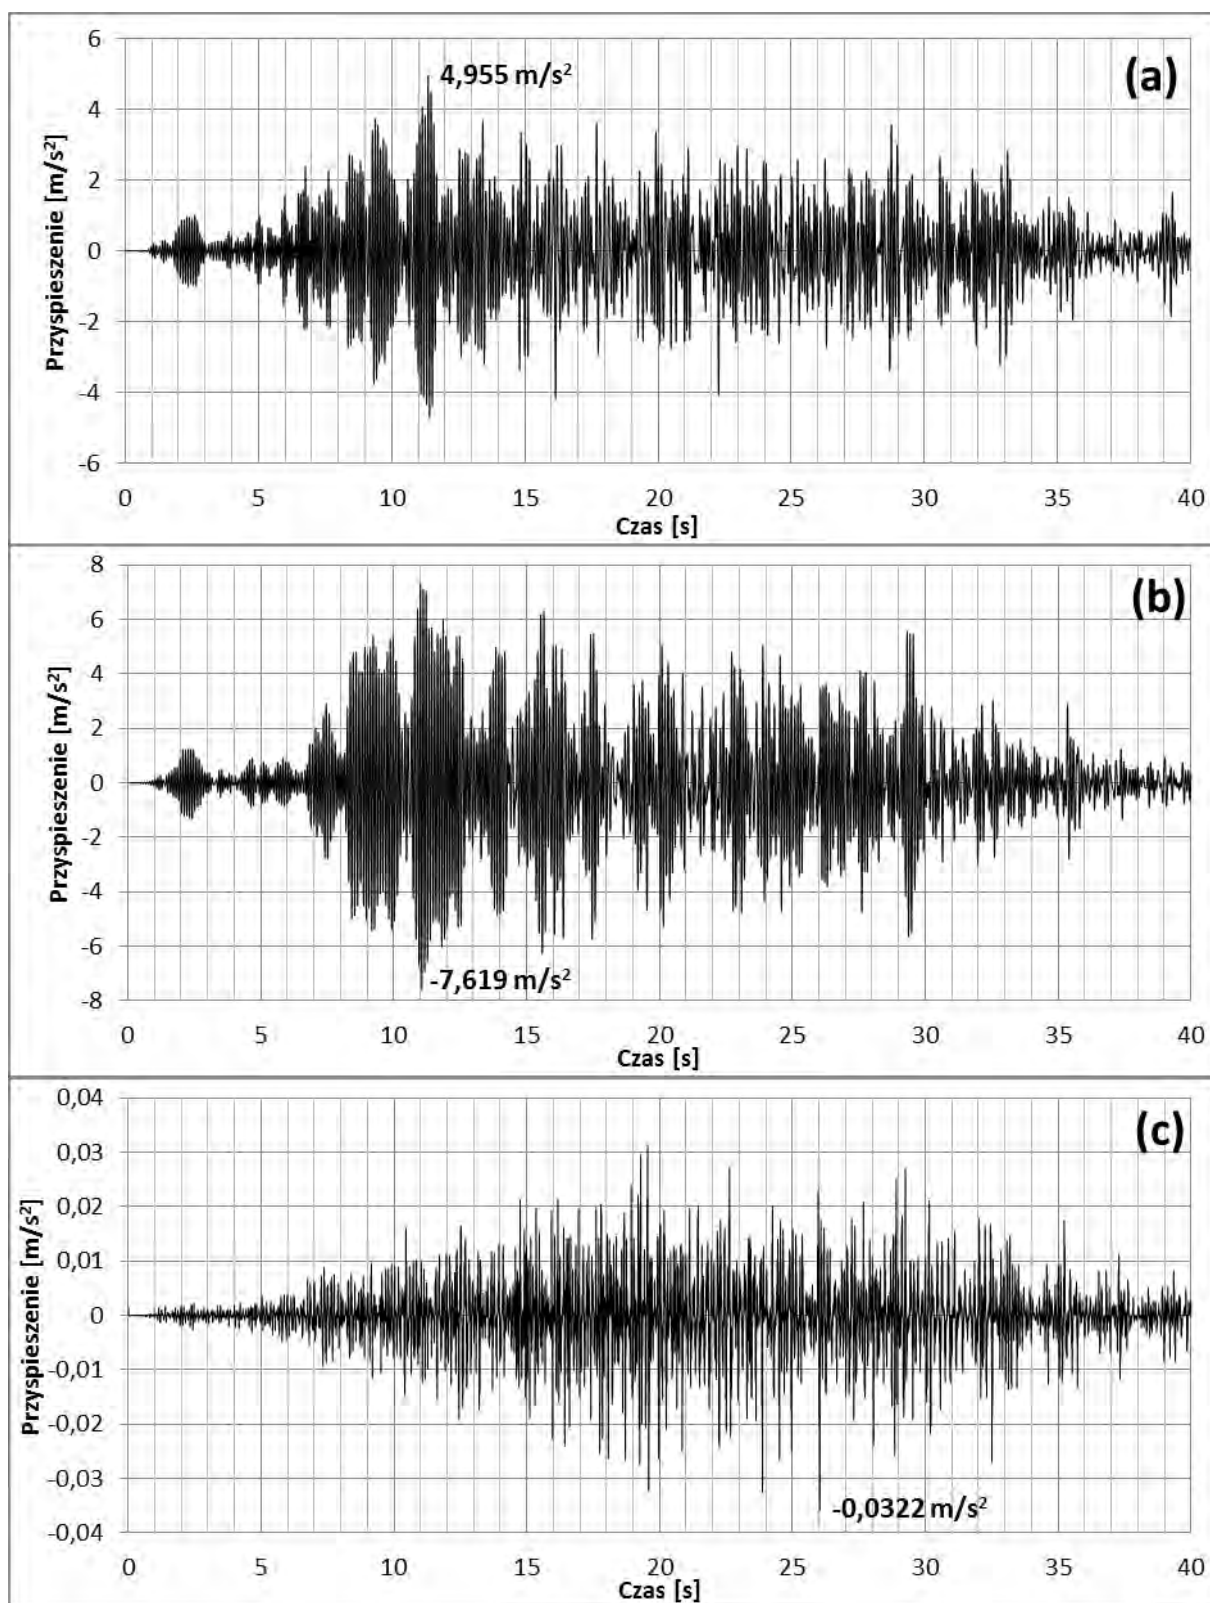 (a)
4,955 m/s²
Przyspieszenie [m/s²]
6
4
2
0
-2
-4
-6
0 5 10 15 20 25 30 35 40
Czas [s]
(b)
Przyspieszenie [m/s²]
8
6
4
2
0
-2
-4
-6
-8
-7,619 m/s²
0 5 10 15 20 25 30 35 40
Czas [s]
(c)
Przyspieszenie [m/s²]
0,04
0,03
0,02
0,01
0
-0,01
-0,02
-0,03
-0,04
-0,0322 m/s²
0 5 10 15 20 25 30 35 40
Czas [s]